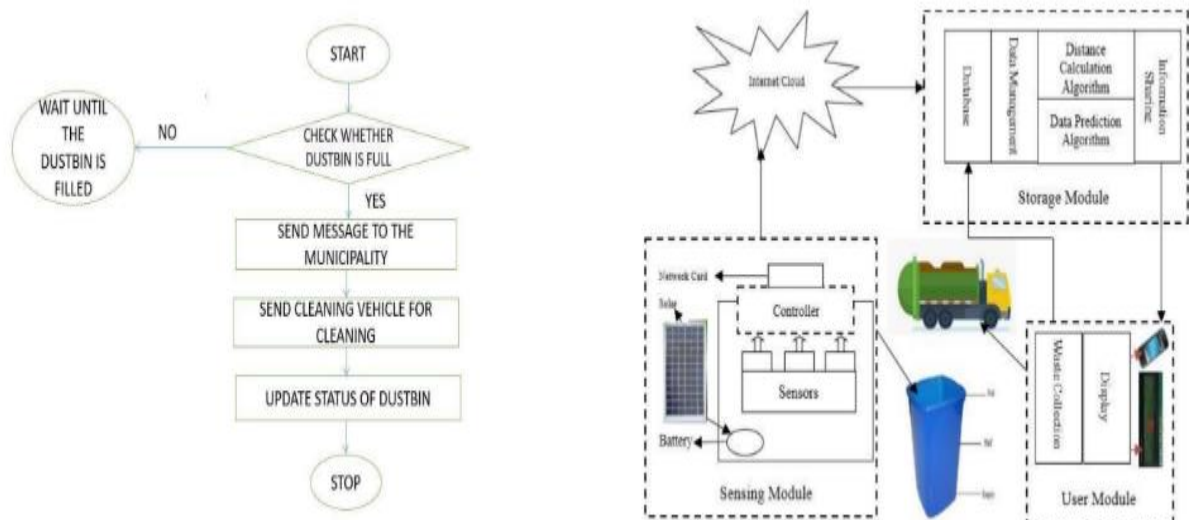 START
WAIT UNTIL
THE
DUSTBIN IS
FILLED
NO
CHECK WHETHER
DUSTBIN IS FULL
YES
SEND MESSAGE TO THE
MUNICIPALITY
SEND CLEANING VEHICLE FOR
CLEANING
UPDATE STATUS OF DUSTBIN
STOP
Internet Cloud
Database
Data Management
Distance
Calculation
Algorithm
Data Prediction
Algorithm
Information
Sharing
Storage Module
Network Card
Solar
Controller
Sensors
Battery
Sensing Module
Full
Half
Empty
Waste Collection
Display
User Module